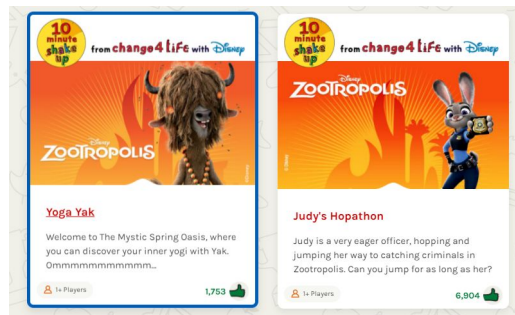 10
minute
shake
up
from change4Life with Disney
Disney
ZOOTROPOLIS
Yoga Yak
Welcome to The Mystic Spring Oasis, where
you can discover your inner yogi with Yak.
Ommmmmmmmmm...
1+ Players
1,753
10
minute
shake
up
from change4Life with Disney
Disney
ZOOTROPOLIS
Judy's Hopathon
Judy is a very eager officer, hopping and
jumping her way to catching criminals in
Zootropolis. Can you jump for as long as her?
1+ Players
6,904